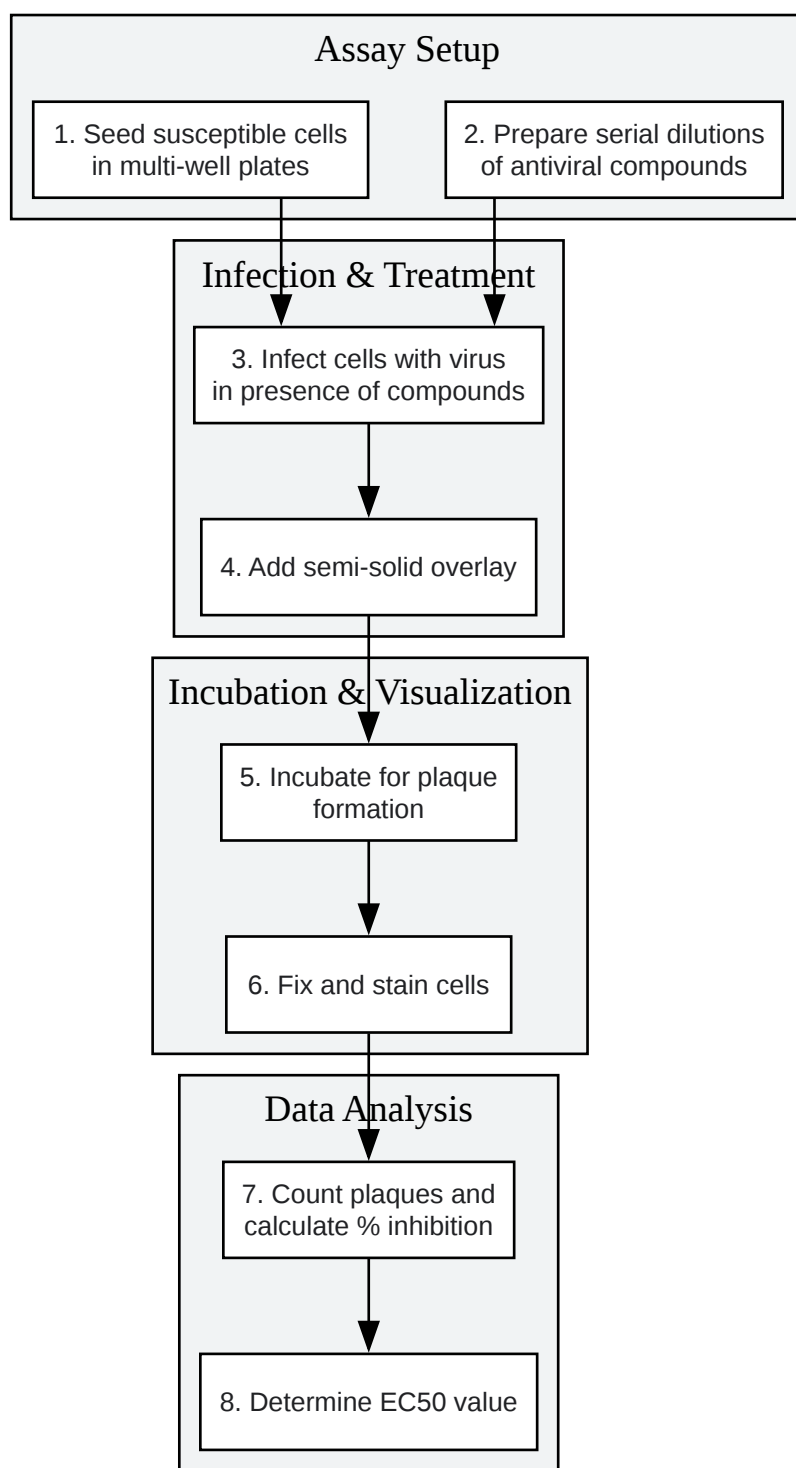 Assay Setup
1. Seed susceptible cells
in multi-well plates
2. Prepare serial dilutions
of antiviral compounds
Infection & Treatment
3. Infect cells with virus
in presence of compounds
4. Add semi-solid overlay
Incubation & Visualization
5. Incubate for plaque
formation
6. Fix and stain cells
Data Analysis
7. Count plaques and
calculate % inhibition
8. Determine EC50 value